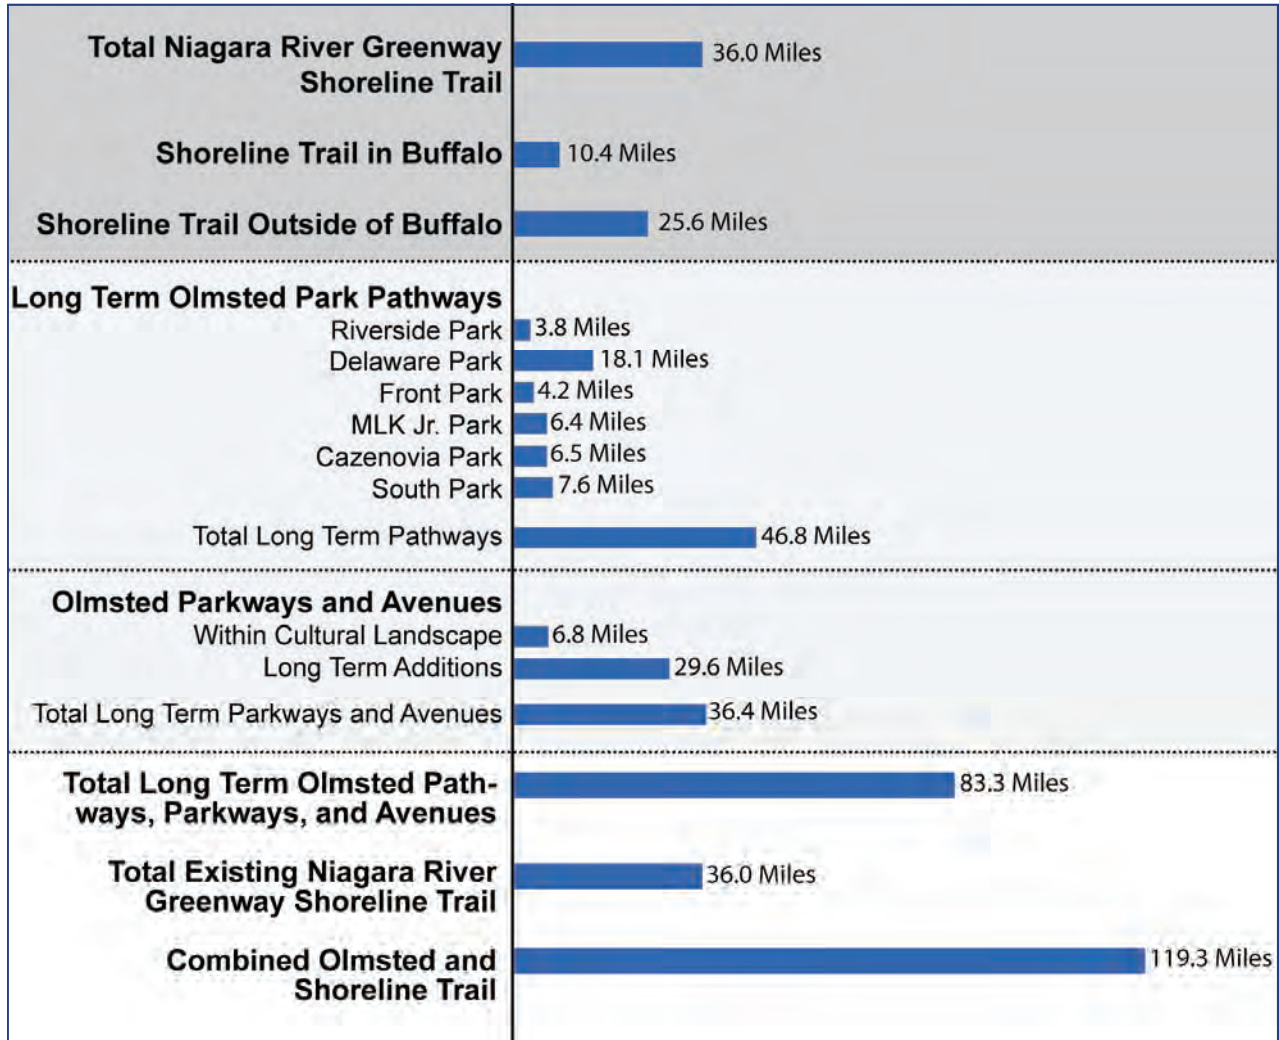 Total Niagara River Greenway
Shoreline Trail
36.0 Miles
Shoreline Trail in Buffalo
10.4 Miles
Shoreline Trail Outside of Buffalo
25.6 Miles
Long Term Olmsted Park Pathways
Riverside Park
3.8 Miles
Delaware Park
18.1 Miles
Front Park
4.2 Miles
MLK Jr. Park
6.4 Miles
Cazenovia Park
6.5 Miles
South Park
7.6 Miles
Total Long Term Pathways
46.8 Miles
Olmsted Parkways and Avenues
Within Cultural Landscape
6.8 Miles
Long Term Additions
29.6 Miles
Total Long Term Parkways and Avenues
36.4 Miles
Total Long Term Olmsted Path-
ways, Parkways, and Avenues
83.3 Miles
Total Existing Niagara River
Greenway Shoreline Trail
36.0 Miles
Combined Olmsted and
Shoreline Trail
119.3 Miles